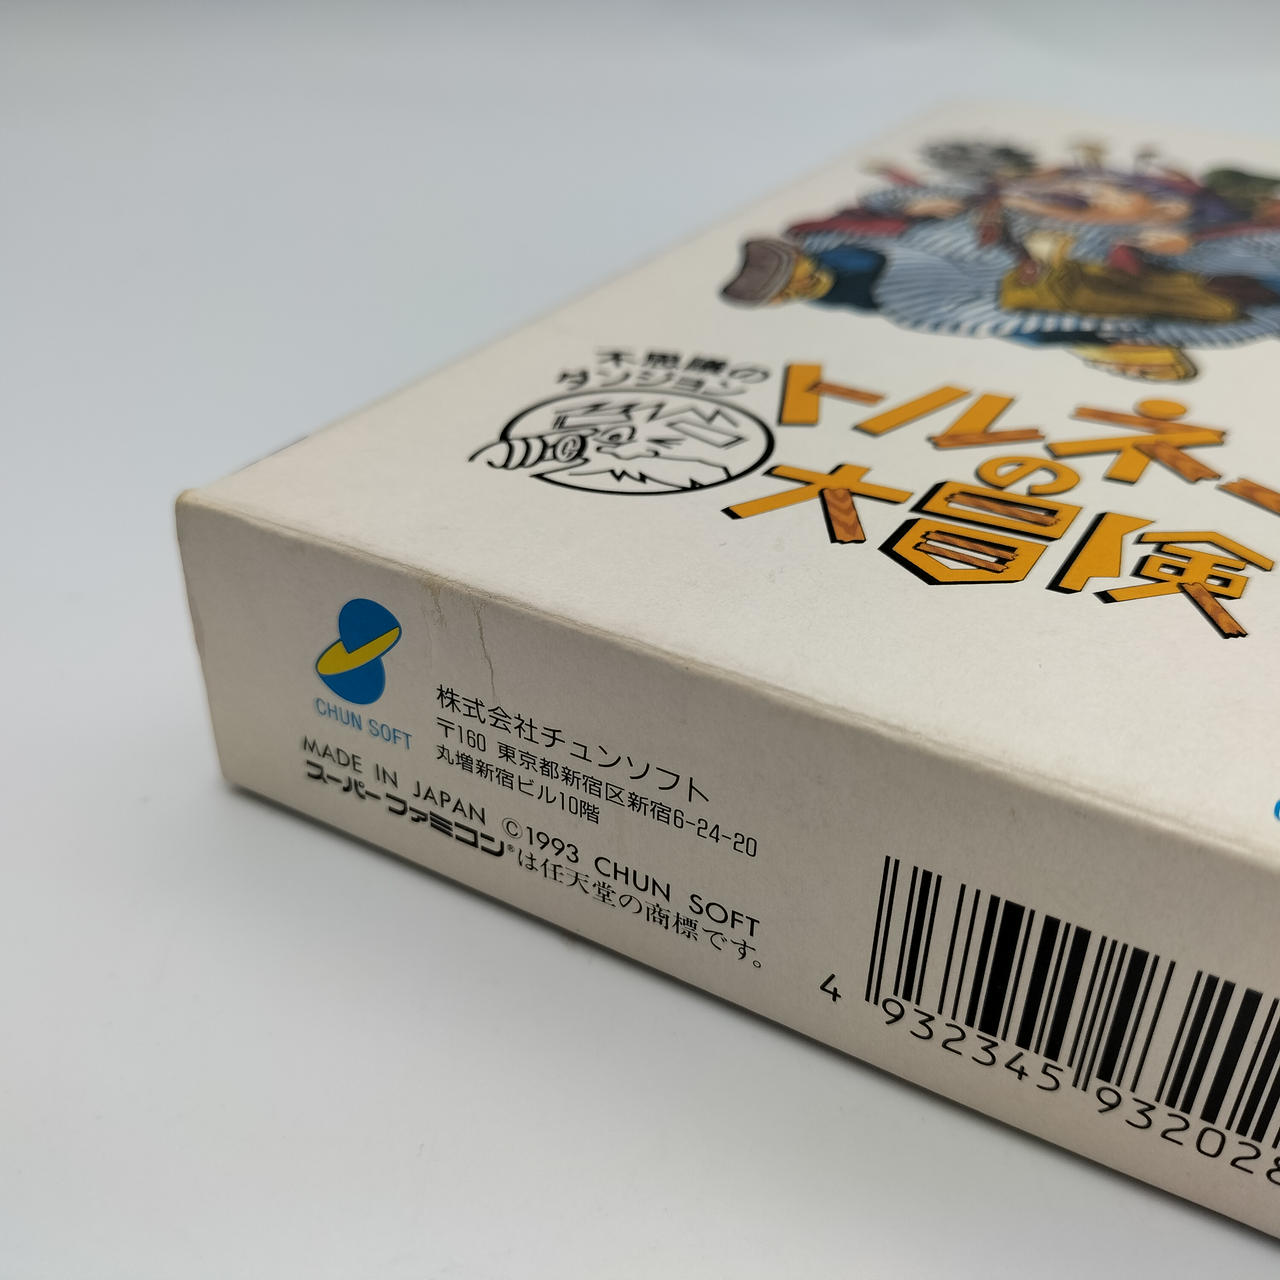 不思議の
ダンジョン
トルネ
の
大冒険
CHUN SOFT
株式会社チュンソフト
〒160 東京都新宿区新宿6-24-20
丸増新宿ビル10階
MADE IN JAPAN ©1993 CHUN SOFT
スーパーファミコン®は任天堂の商標です。
4 932345 932028